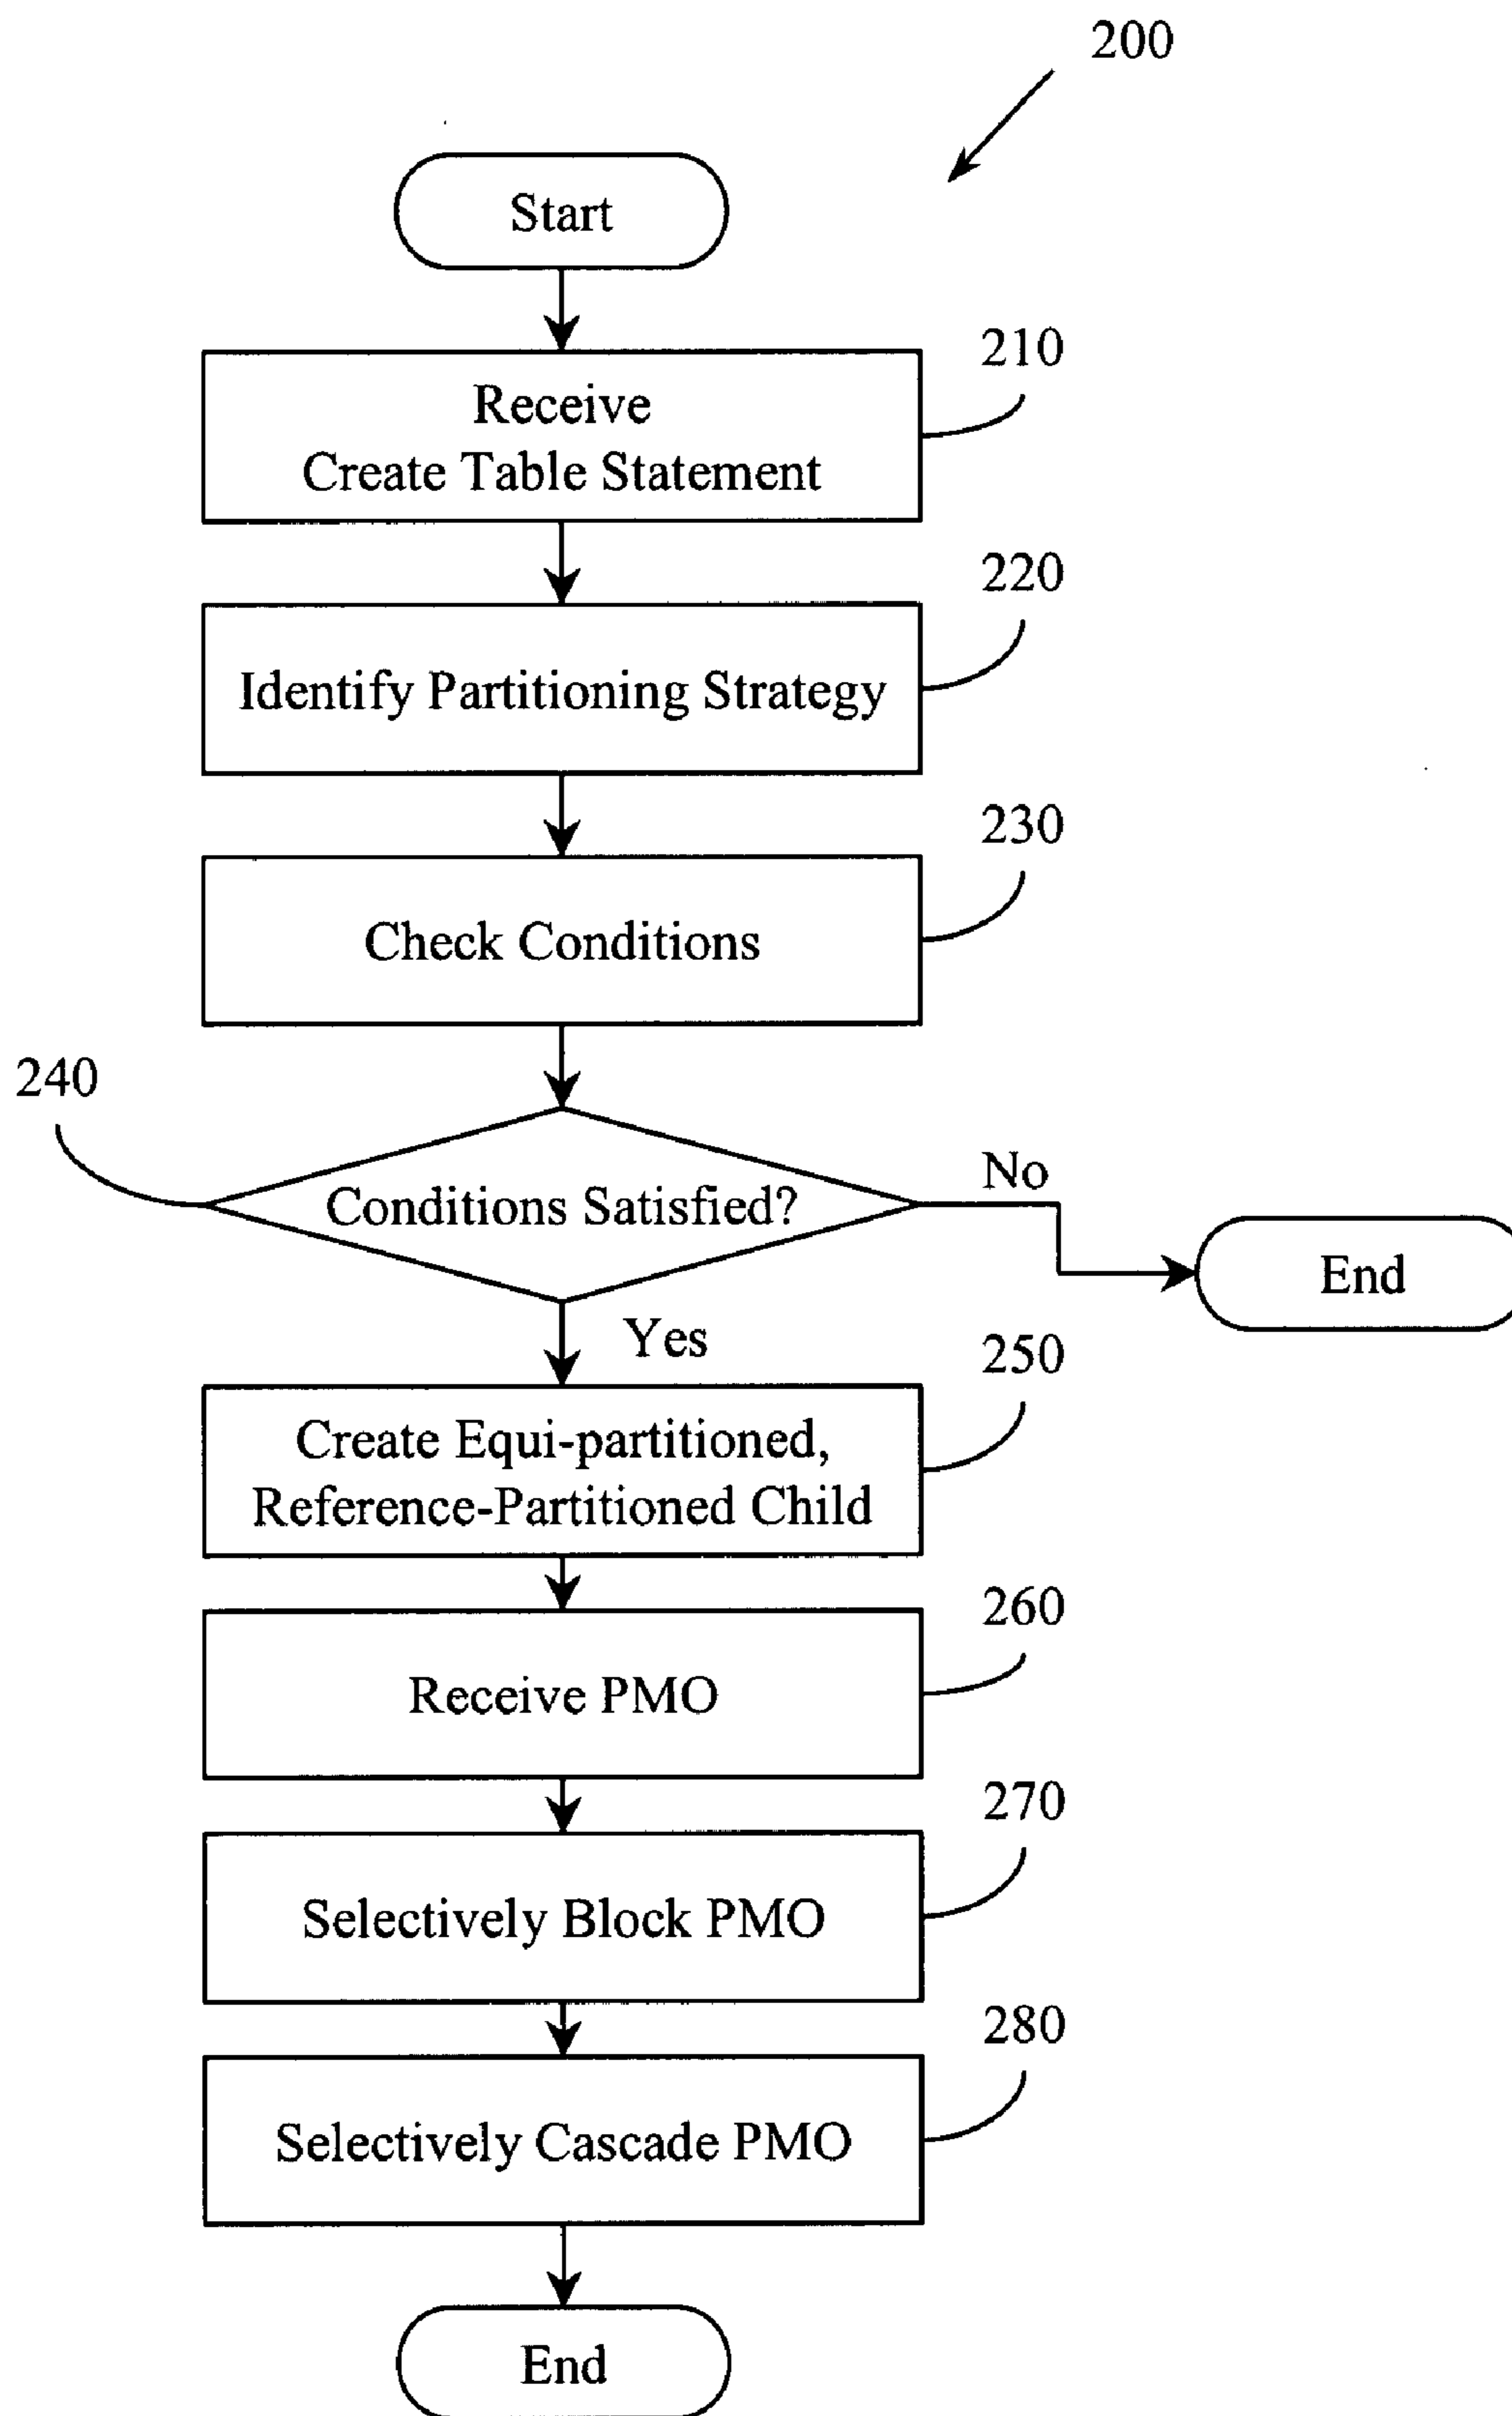 200
Start
210
Receive
Create Table Statement
220
Identify Partitioning Strategy
230
Check Conditions
240
Conditions Satisfied?
No
End
Yes
250
Create Equi-partitioned,
Reference-Partitioned Child
260
Receive PMO
270
Selectively Block PMO
280
Selectively Cascade PMO
End